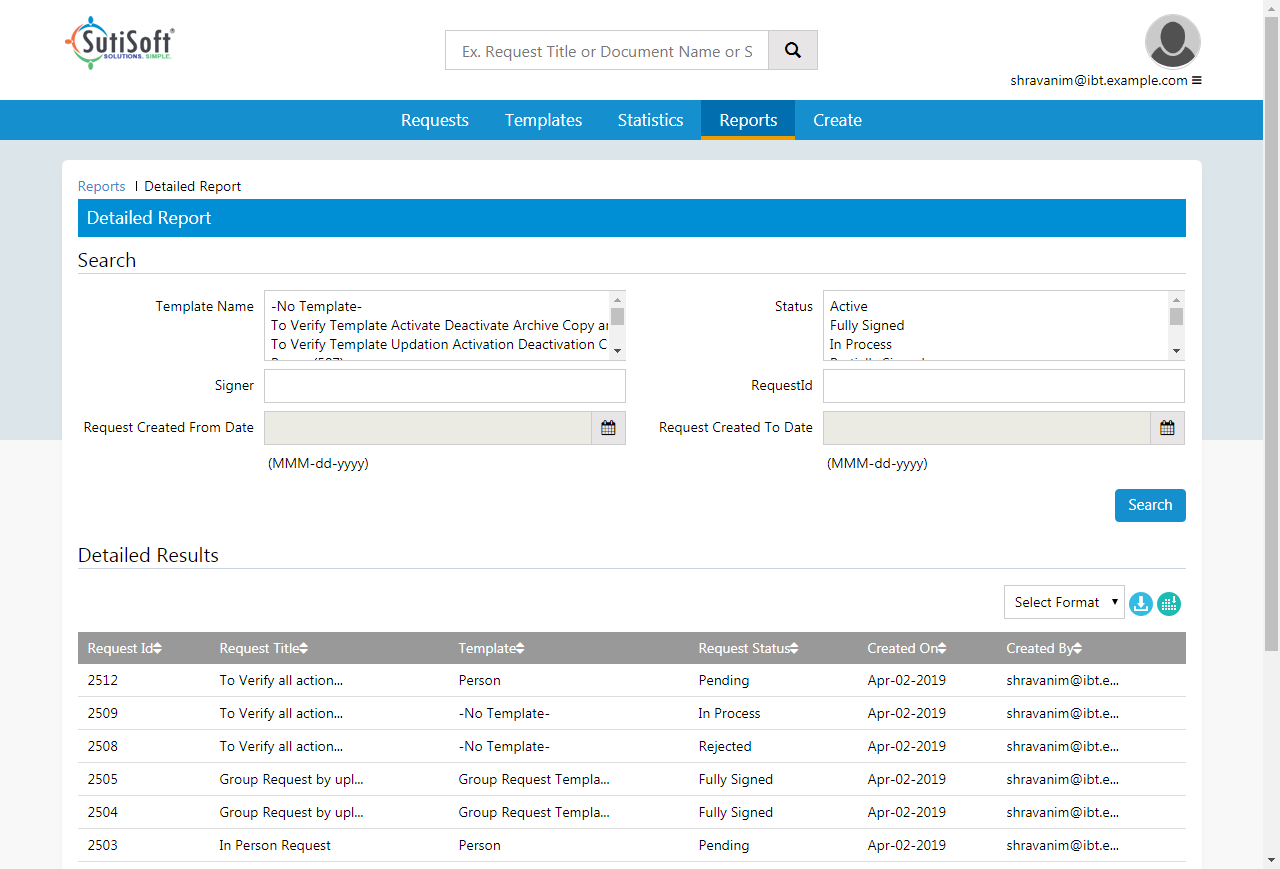 SutiSoft®
SOLUTIONS. SIMPLE.
Ex. Request Title or Document Name or S
shravanim@ibt.example.com
Requests Templates Statistics Reports Create
Reports | Detailed Report
Detailed Report
Search
Template Name
-No Template-
To Verify Template Activate Deactivate Archive Copy a
To Verify Template Updation Activation Deactivation C
Status
Active
Fully Signed
In Process
Signer
RequestId
Request Created From Date
Request Created To Date
(MMM-dd-yyyy)
(MMM-dd-yyyy)
Search
Detailed Results
Select Format
Request Id Request Title Template Request Status Created On Created By
2512 To Verify all action... Person Pending Apr-02-2019 shravanim@ibt.e...
2509 To Verify all action... -No Template- In Process Apr-02-2019 shravanim@ibt.e...
2508 To Verify all action... -No Template- Rejected Apr-02-2019 shravanim@ibt.e...
2505 Group Request by upl... Group Request Templa... Fully Signed Apr-02-2019 shravanim@ibt.e...
2504 Group Request by upl... Group Request Templa... Fully Signed Apr-02-2019 shravanim@ibt.e...
2503 In Person Request Person Pending Apr-02-2019 shravanim@ibt.e...